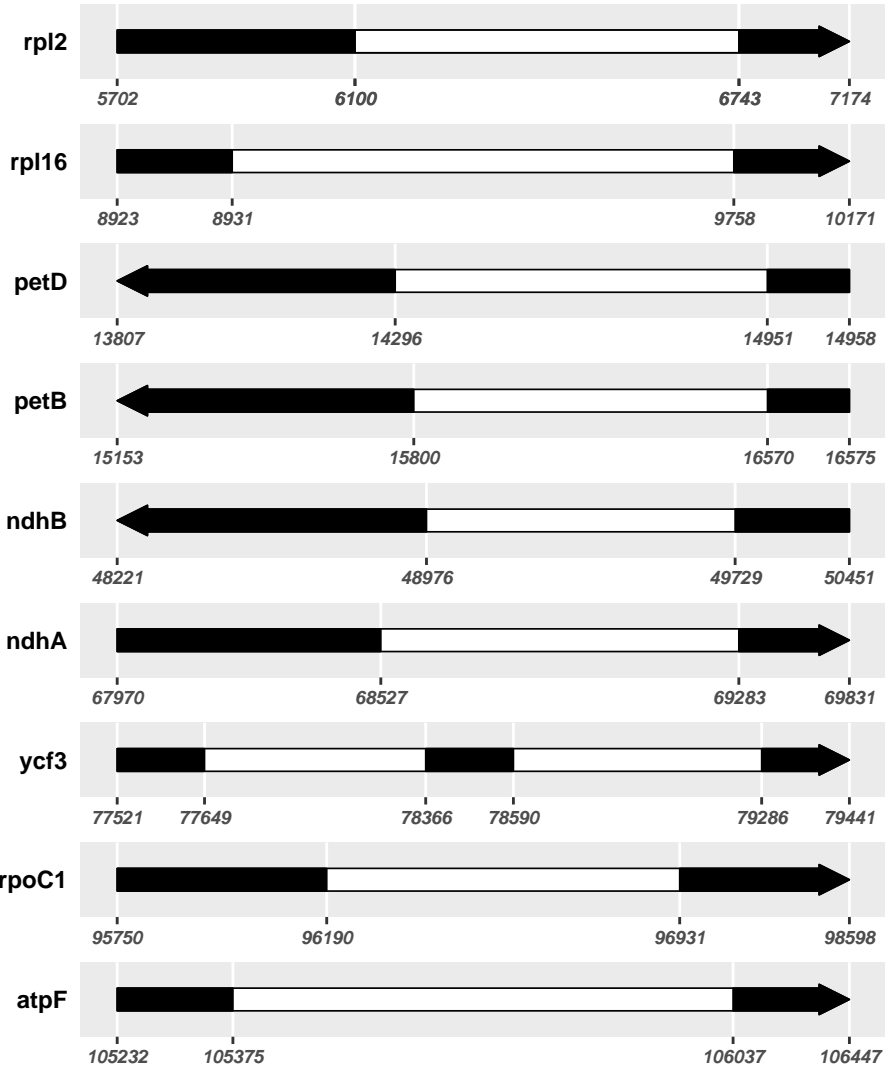 rpl2
5702 6100 6743 7174
rpl16
8923 8931 9758 10171
petD
13807 14296 14951 14958
petB
15153 15800 16570 16575
ndhB
48221 48976 49729 50451
ndhA
67970 68527 69283 69831
ycf3
77521 77649 78366 78590 79286 79441
rpoC1
95750 96190 96931 98598
atpF
105232 105375 106037 106447